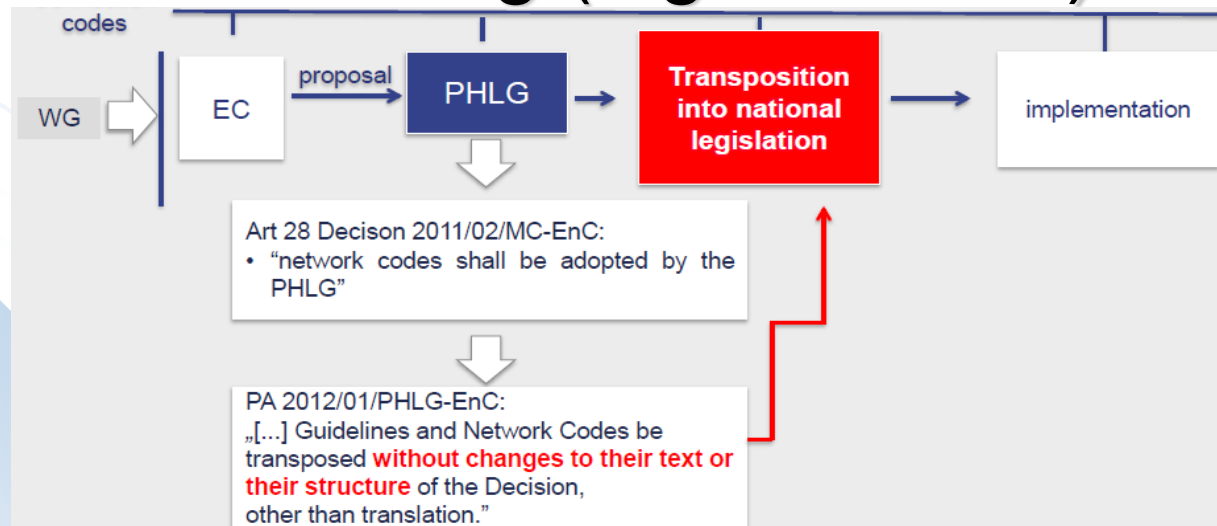 codes
WG
EC
proposal
PHLG
Transposition
into national
legislation
implementation
Art 28 Decison 2011/02/MC-EnC:
• “network codes shall be adopted by the
PHLG”
PA 2012/01/PHLG-EnC:
„[...] Guidelines and Network Codes be
transposed without changes to their text or
their structure of the Decision,
other than translation.”